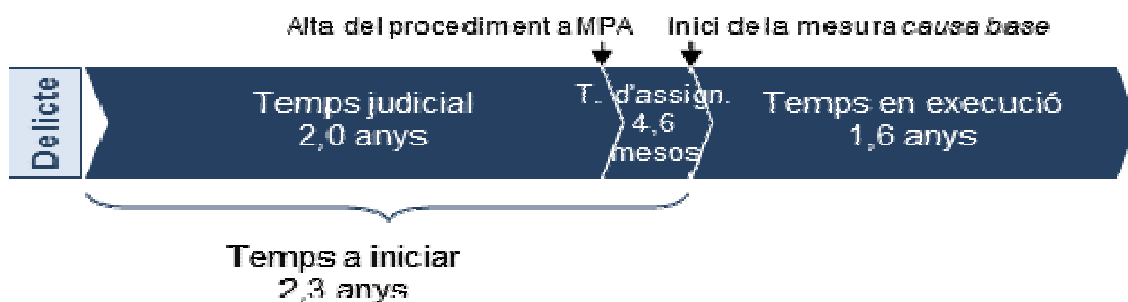 Alta del procediment a MPA
Inici de la mesura causa base
Delicte
Temps judicial
2,0 anys
T. d'assign.
4,6
mesos
Temps en execució
1,6 anys
Temps a iniciar
2,3 anys